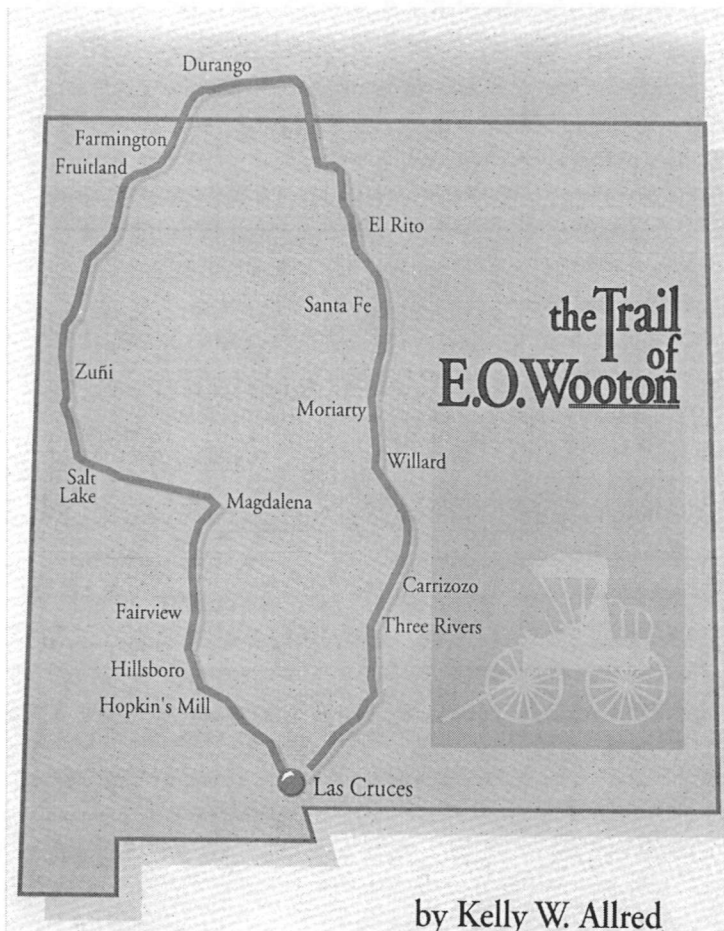 Durango
Farmington
Fruitland
El Rito
Santa Fe
the Trail
of
E.O.Wooton
Zuñi
Moriarty
Willard
Salt
Lake
Magdalena
Carrizozo
Fairview
Three Rivers
Hillsboro
Hopkin's Mill
Las Cruces
by Kelly W. Allred